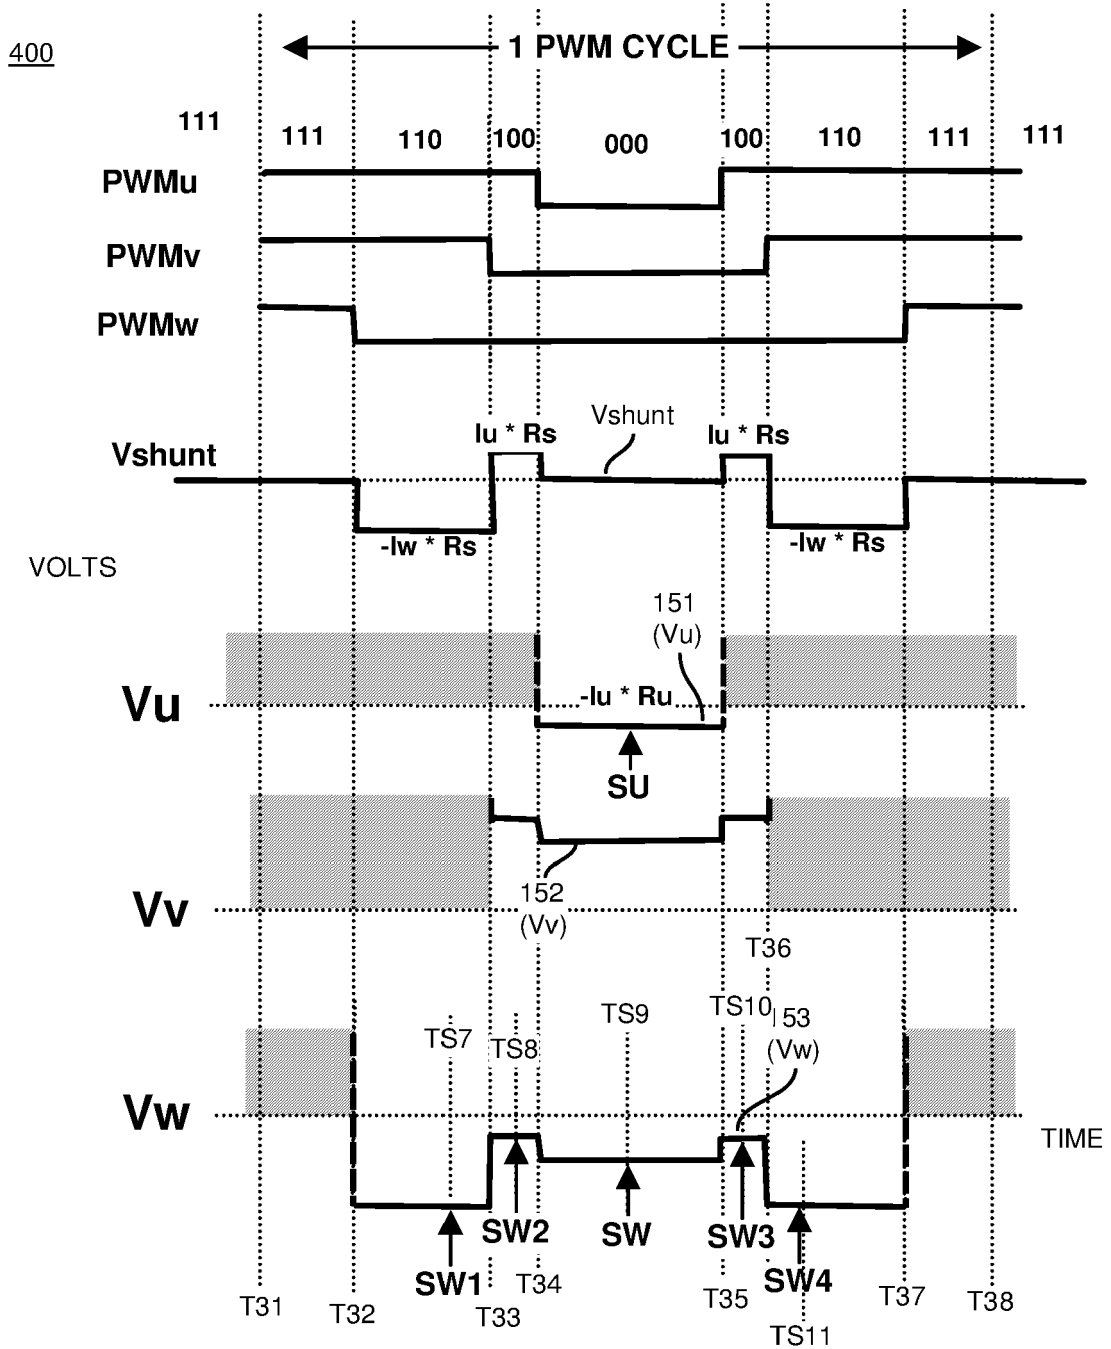 400
1 PWM CYCLE
111 111 110 100 000 100 110 111 111
PWMu
PWMv
PWMw
Vshunt
Iu * Rs Iu * Rs
Vshunt
-Iw * Rs -Iw * Rs
VOLTS
151
(Vu)
Vu
-Iu * Ru
SU
152
(Vv)
Vv
T36
TS7 TS8 TS9 TS10 153
(Vw)
Vw
TIME
SW1 SW2 SW SW3 SW4
T31 T32 T33 T34 T35 TS11 T37 T38